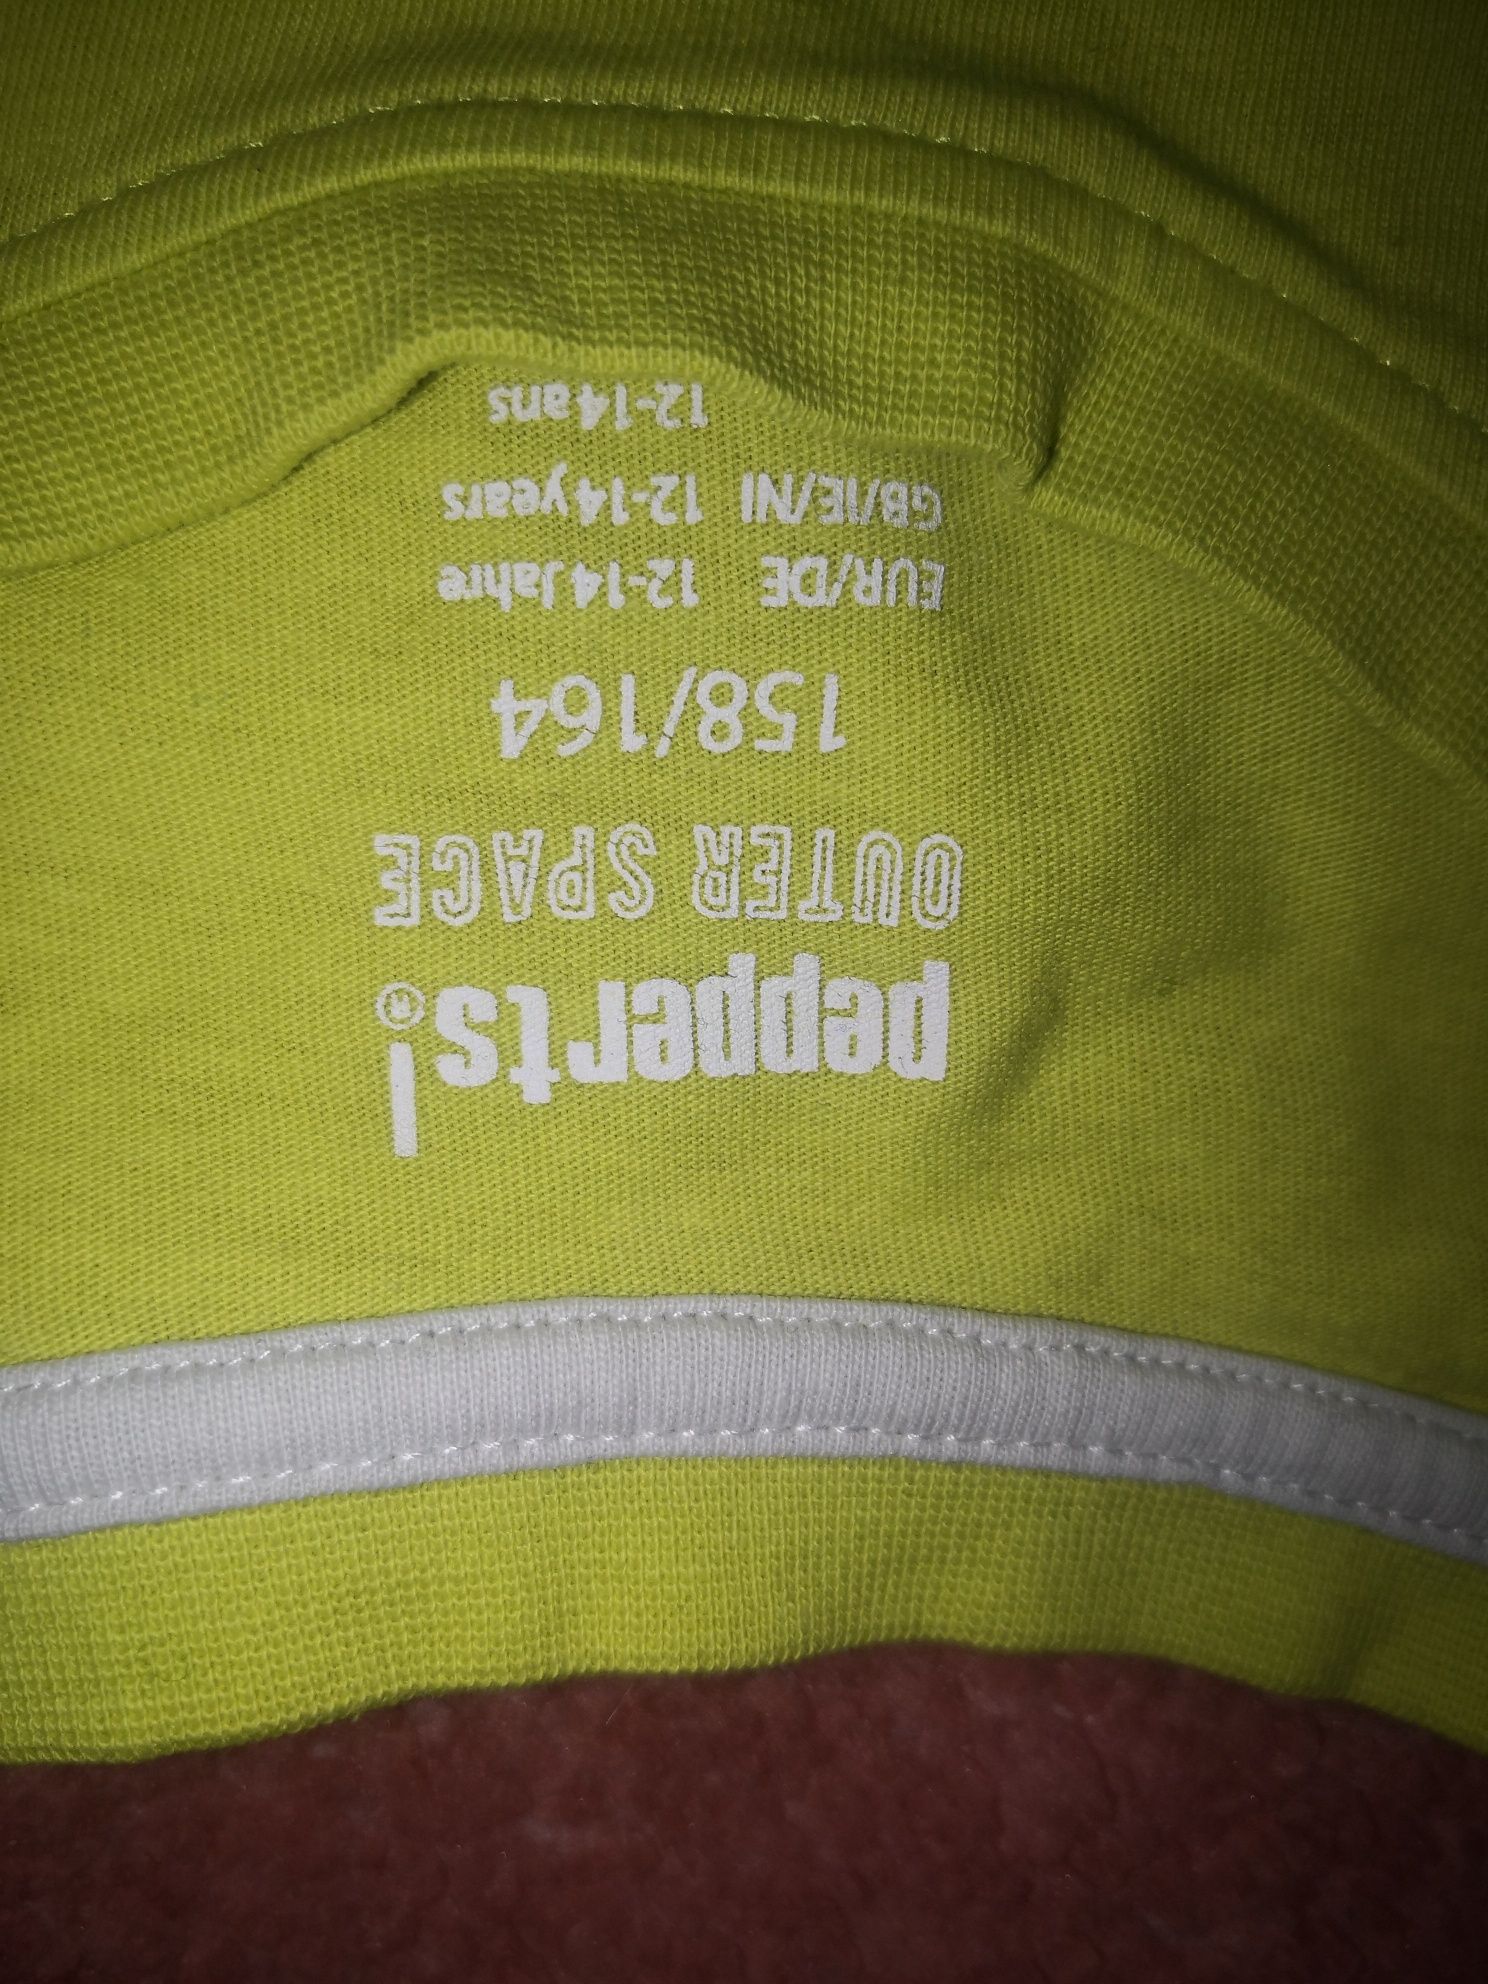 pepperts!®
OUTER SPACE
158/164
EUR/DE 12-14 Jahre
GB/IE/NI 12-14 years
12-14 ans